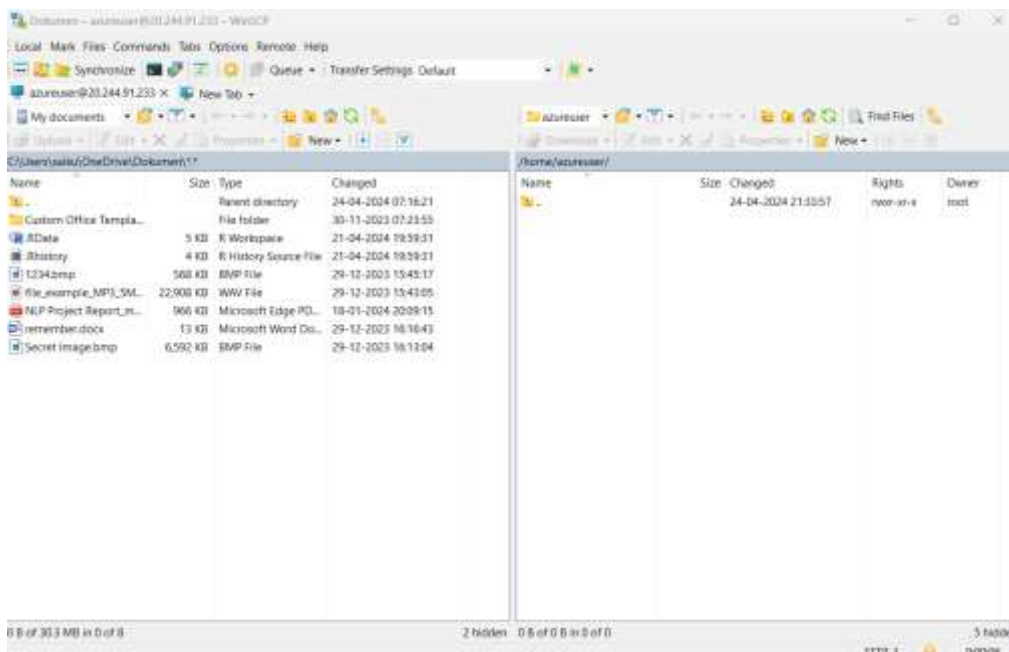 Dokumen - azureuser@20.244.91.233 - WinSCP
Local Mark Files Commands Tabs Options Remote Help
Synchronize Queue Transfer Settings Default
azureuser@20.244.91.233 × New Tab
My documents
azureuser Find Files
Upload Edit Properties New
Download Edit Properties New
/home/azureuser/
Name Size Type Changed
Name Size Changed Rights Owner
.. Parent directory 24-04-2024 07:16:21
.. 24-04-2024 21:33:57 rwxr-xr-x root
Custom Office Templa... File folder 30-11-2023 07:23:53
.RData 5 KB R Workspace 21-04-2024 19:59:31
.Rhistory 4 KB R History Source File 21-04-2024 19:59:31
1234.bmp 568 KB BMP File 29-12-2023 15:45:17
file_example_MP3_SM... 22,908 KB WAV File 29-12-2023 15:43:05
NLP Project Report_m... 966 KB Microsoft Edge PD... 18-01-2024 20:09:15
remember.docx 13 KB Microsoft Word Do... 29-12-2023 16:16:43
Secret Image.bmp 6,592 KB BMP File 29-12-2023 16:13:04
0 B of 30.3 MB in 0 of 8 2 hidden
0 B of 0 B in 0 of 0